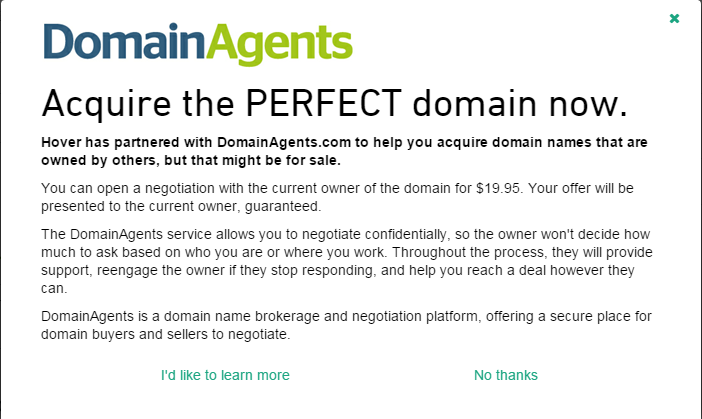 DomainAgents
Acquire the PERFECT domain now.
Hover has partnered with DomainAgents.com to help you acquire domain names that are
owned by others, but that might be for sale.
You can open a negotiation with the current owner of the domain for $19.95. Your offer will be
presented to the current owner, guaranteed.
The DomainAgents service allows you to negotiate confidentially, so the owner won't decide how
much to ask based on who you are or where you work. Throughout the process, they will provide
support, reengage the owner if they stop responding, and help you reach a deal however they
can.
DomainAgents is a domain name brokerage and negotiation platform, offering a secure place for
domain buyers and sellers to negotiate.
I'd like to learn more
No thanks